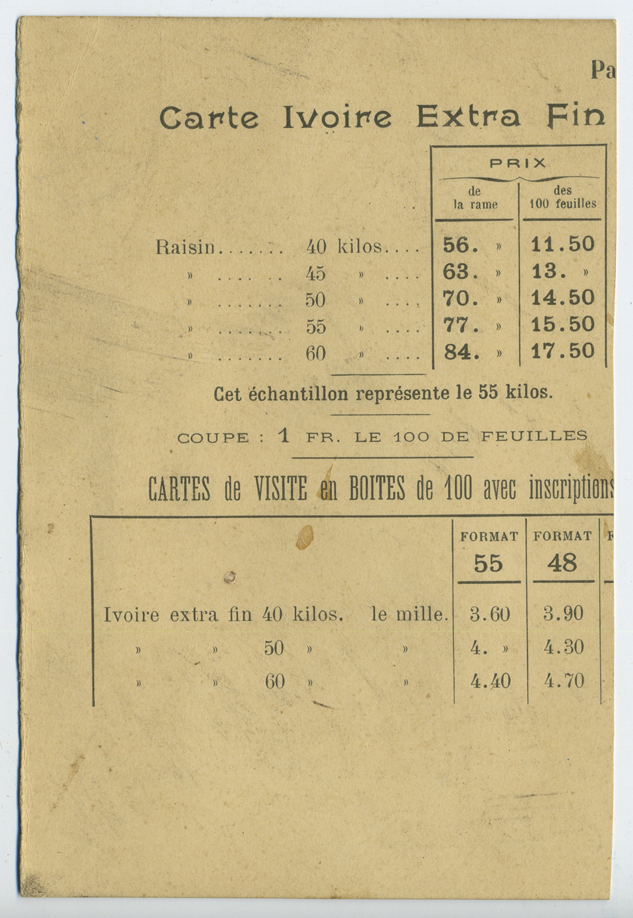 Pa
Carte Ivoire Extra Fin
PRIX
de la rame des 100 feuilles
Raisin....... 40 kilos.... 56. » 11.50
» ....... 45 » .... 63. » 13. »
» ....... 50 » .... 70. » 14.50
» ....... 55 » .... 77. » 15.50
» ....... 60 » .... 84. » 17.50
Cet échantillon représente le 55 kilos.
COUPE : 1 FR. LE 100 DE FEUILLES
CARTES de VISITE en BOITES de 100 avec inscriptions
FORMAT 55 FORMAT 48 F
Ivoire extra fin 40 kilos. le mille. 3.60 3.90
» » 50 » » 4. » 4.30
» » 60 » » 4.40 4.70